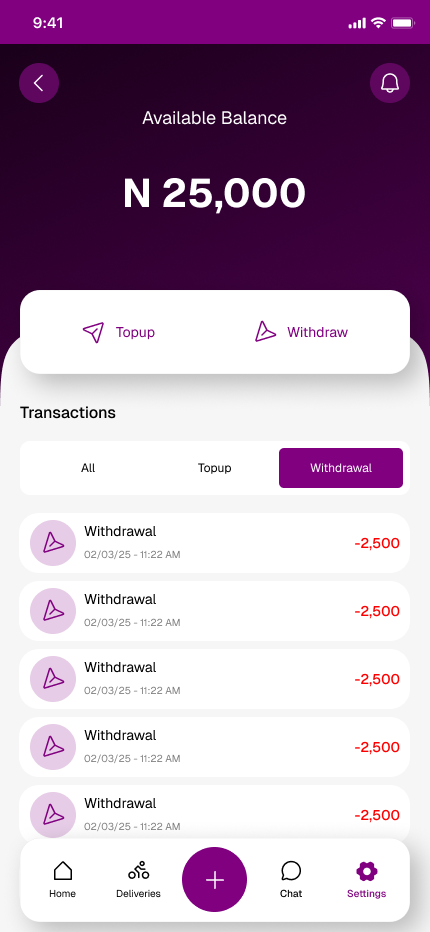 9:41
Available Balance
N 25,000
Topup Withdraw
Transactions
All Topup Withdrawal
Withdrawal
02/03/25 - 11:22 AM
-2,500
Withdrawal
02/03/25 - 11:22 AM
-2,500
Withdrawal
02/03/25 - 11:22 AM
-2,500
Withdrawal
02/03/25 - 11:22 AM
-2,500
Withdrawal
02/03/25 - 11:22 AM
-2,500
Home Deliveries Chat Settings